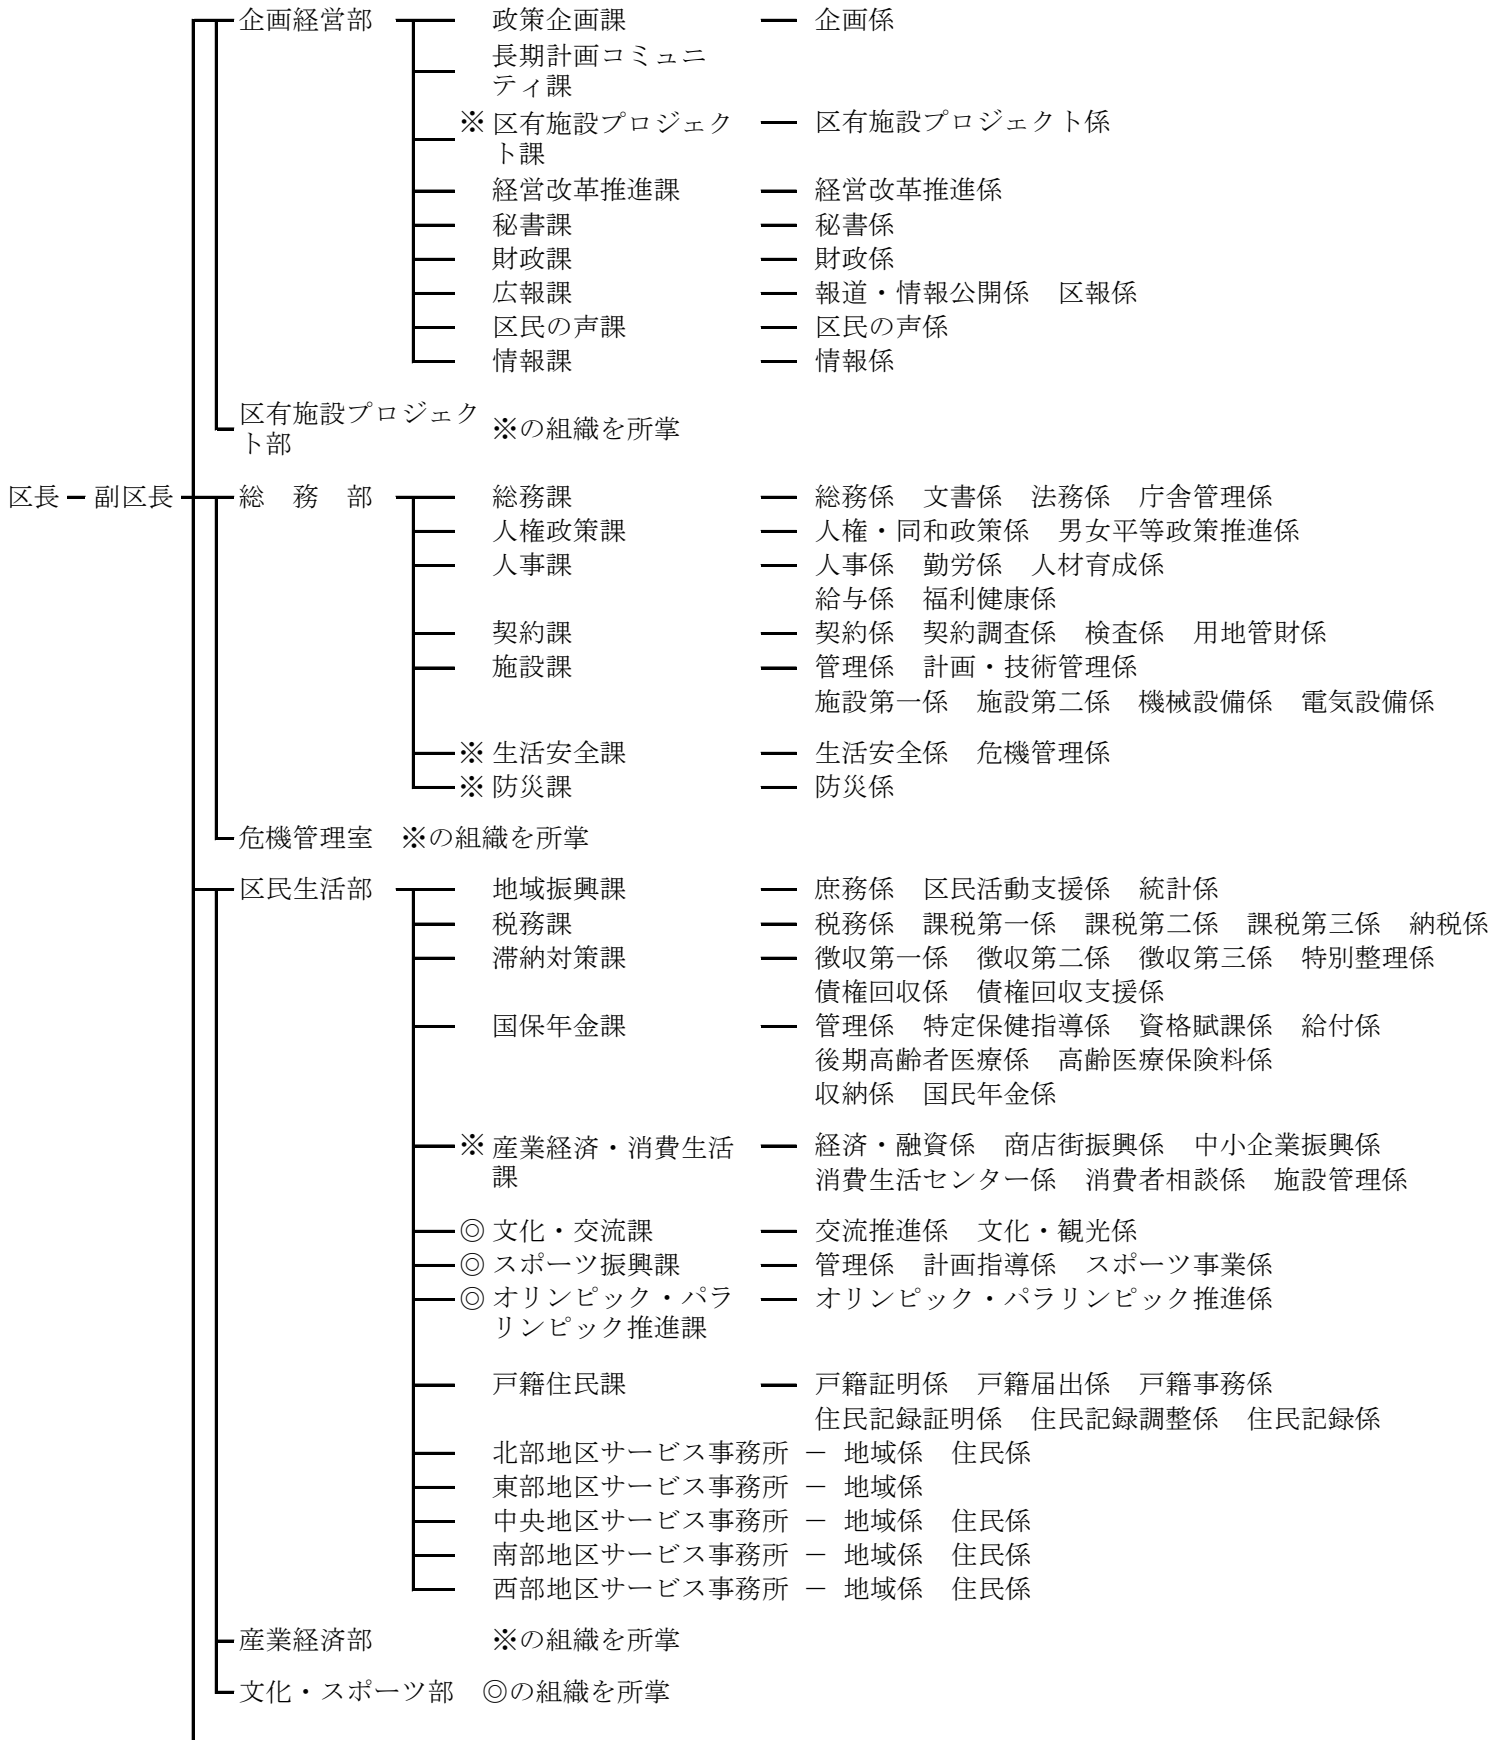 企画経営部 政策企画課 企画係
長期計画コミュニ
ティ課
※ 区有施設プロジェク 区有施設プロジェクト係
ト課
経営改革推進課 経営改革推進係
秘書課 秘書係
財政課 財政係
広報課 報道・情報公開係 区報係
区民の声課 区民の声係
情報課 情報係
区有施設プロジェク
ト部 ※の組織を所掌
区長 副区長 総 務 部 総務課 総務係 文書係 法務係 庁舎管理係
人権政策課 人権・同和政策係 男女平等政策推進係
人事課 人事係 勤労係 人材育成係
給与係 福利健康係
契約課 契約係 契約調査係 検査係 用地管財係
施設課 管理係 計画・技術管理係
施設第一係 施設第二係 機械設備係 電気設備係
※ 生活安全課 生活安全係 危機管理係
※ 防災課 防災係
危機管理室 ※の組織を所掌
区民生活部 地域振興課 庶務係 区民活動支援係 統計係
税務課 税務係 課税第一係 課税第二係 課税第三係 納税係
滞納対策課 徴収第一係 徴収第二係 徴収第三係 特別整理係
債権回収係 債権回収支援係
国保年金課 管理係 特定保健指導係 資格賦課係 給付係
後期高齢者医療係 高齢医療保険料係
収納係 国民年金係
※ 産業経済・消費生活 経済・融資係 商店街振興係 中小企業振興係
課 消費生活センター係 消費者相談係 施設管理係
◎ 文化・交流課 交流推進係 文化・観光係
◎ スポーツ振興課 管理係 計画指導係 スポーツ事業係
◎ オリンピック・パラ オリンピック・パラリンピック推進係
リンピック推進課
戸籍住民課 戸籍証明係 戸籍届出係 戸籍事務係
住民記録証明係 住民記録調整係 住民記録係
北部地区サービス事務所 － 地域係 住民係
東部地区サービス事務所 － 地域係
中央地区サービス事務所 － 地域係 住民係
南部地区サービス事務所 － 地域係 住民係
西部地区サービス事務所 － 地域係 住民係
産業経済部 ※の組織を所掌
文化・スポーツ部 ◎の組織を所掌